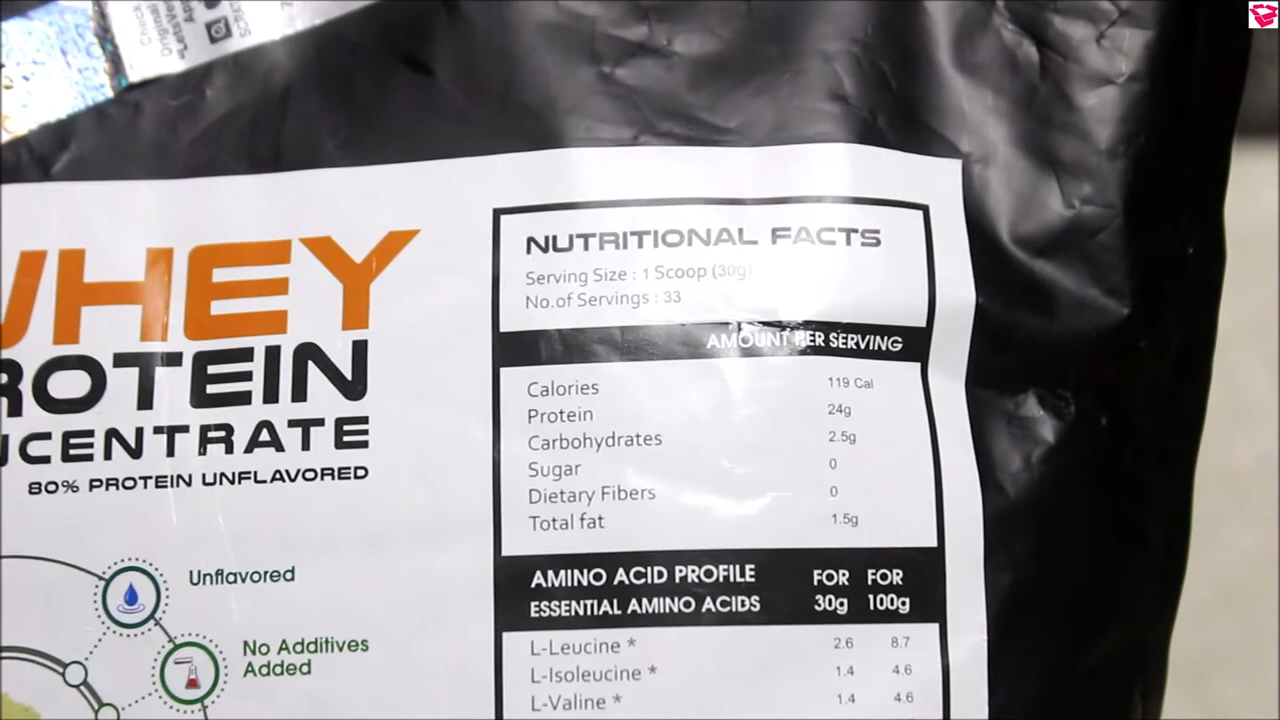 Check
Original
WHEY
PROTEIN
CONCENTRATE
80% PROTEIN UNFLAVORED
Unflavored
No Additives
Added
NUTRITIONAL FACTS
Serving Size : 1 Scoop (30g)
No.of Servings : 33
AMOUNT PER SERVING
Calories 119 Cal
Protein 24g
Carbohydrates 2.5g
Sugar 0
Dietary Fibers 0
Total fat 1.5g
AMINO ACID PROFILE FOR FOR
ESSENTIAL AMINO ACIDS 30g 100g
L-Leucine * 2.6 8.7
L-Isoleucine * 1.4 4.6
L-Valine * 1.4 4.6